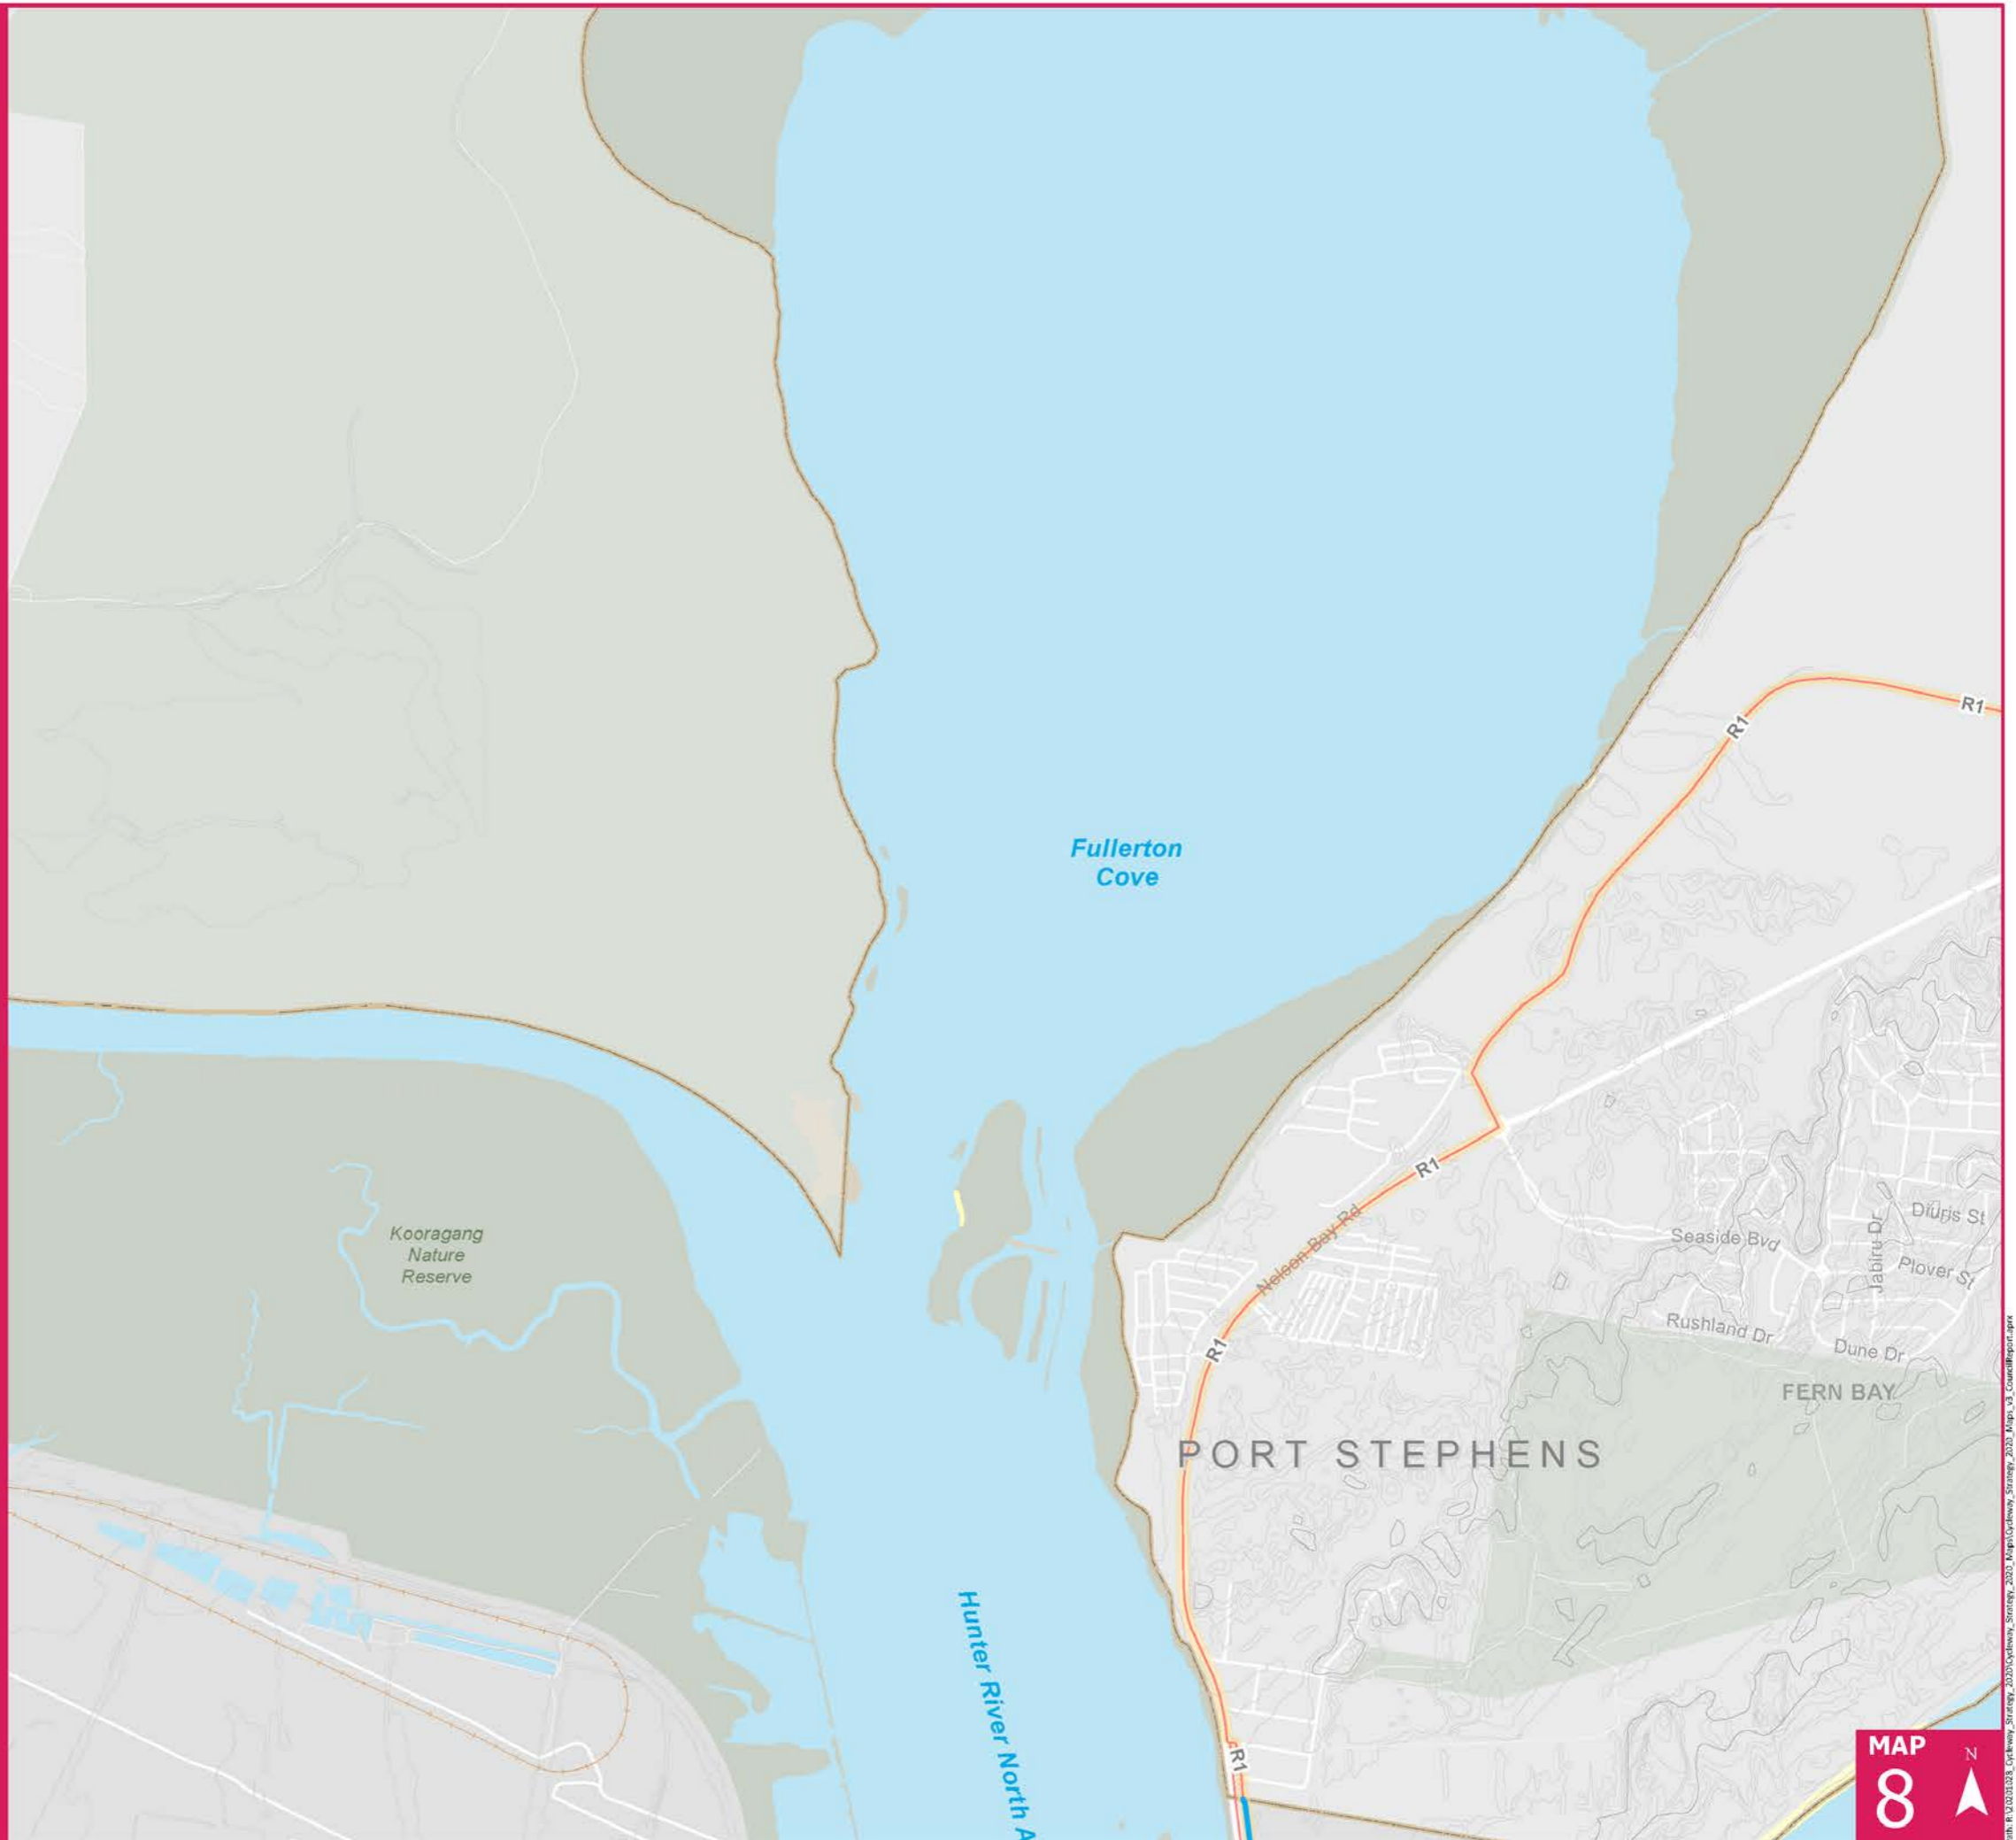 R1
R1
Fullerton
Cove
R1
Nelson Bay Rd
Diuris St
Jabiru Dr
Seaside Bvd
Plover St
Kooragang
Nature
Reserve
Rushland Dr
R1
Dune Dr
FERN BAY
PORT STEPHENS
Hunter River North A
R1
MAP
8
N